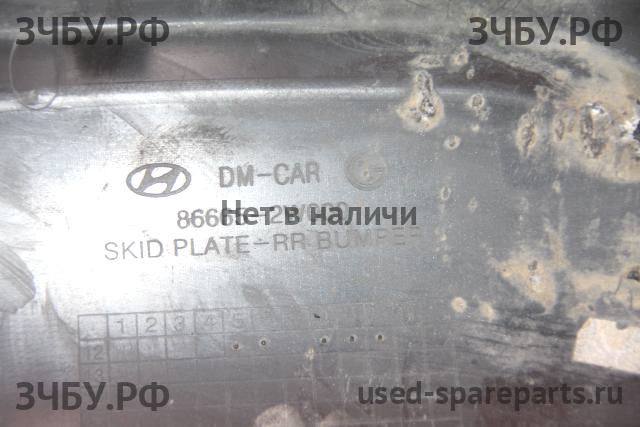 ЗЧБУ.РФ ЗЧБУ.РФ
DM-CAR
Нет в наличи
SKID PLATE-RR BUMPER
1 2 3 4 5
12
ЗЧБУ.РФ used-spareparts.ru